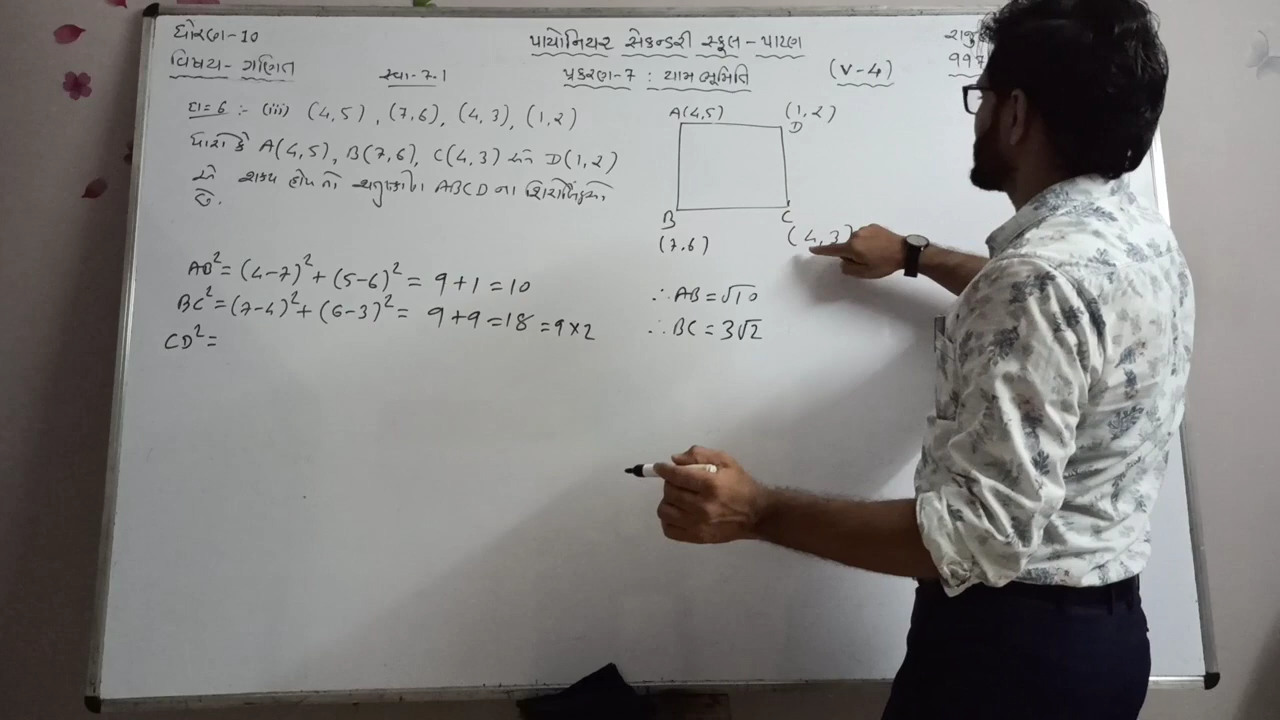 ધોરણ-10
પાયોનિયર સેકન્ડરી સ્કૂલ - પાટણ
વિષય - ગણિત
સ્વા-7.1
પ્રકરણ-7 : યામ ભૂમિતિ
(V-4)
દા=6 :- (iii) (4,5), (7,6), (4,3), (1,2)
ધારો કે A(4,5), B(7,6), C(4,3) અને D(1,2)
એ શક્ય હોય તો ચતુષ્કોણ ABCD ના શિરોબિંદુઓ
છે.
A(4,5)
(1,2)
D
B
C
(7,6)
(4,3)
AB²=(4-7)²+(5-6)² = 9+1=10
∴AB=√10
BC²=(7-4)²+(6-3)² = 9+9=18=9×2
∴BC=3√2
CD²=